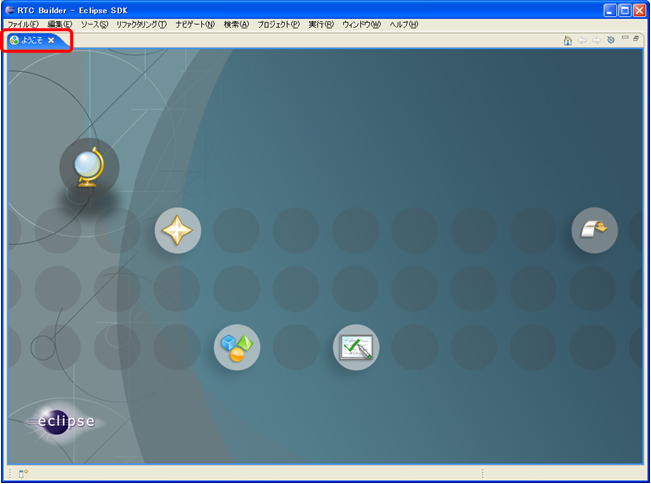 RTC Builder - Eclipse SDK
ファイル(F) 編集(E) ソース(S) リファクタリング(T) ナビゲート(N) 検索(A) プロジェクト(P) 実行(R) ウィンドウ(W) ヘルプ(H)
ようこそ
eclipse